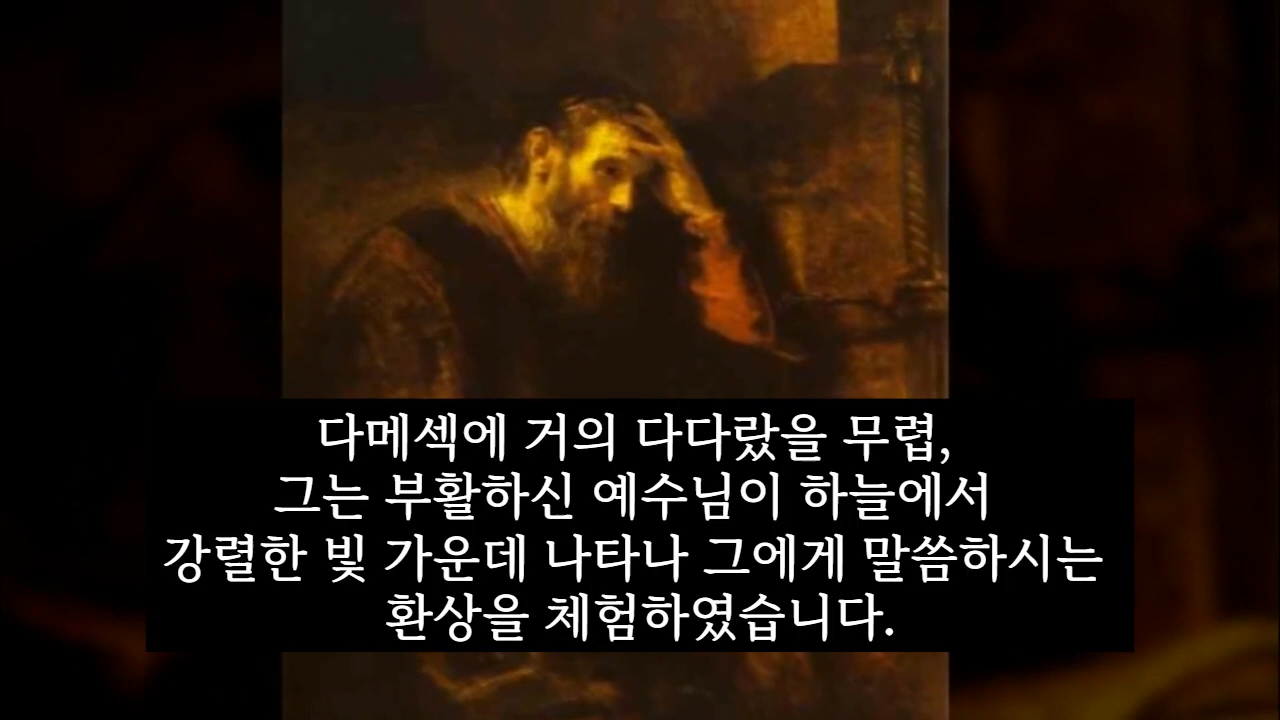 다메섹에 거의 다다랐을 무렵,
그는 부활하신 예수님이 하늘에서
강렬한 빛 가운데 나타나 그에게 말씀하시는
환상을 체험하였습니다.